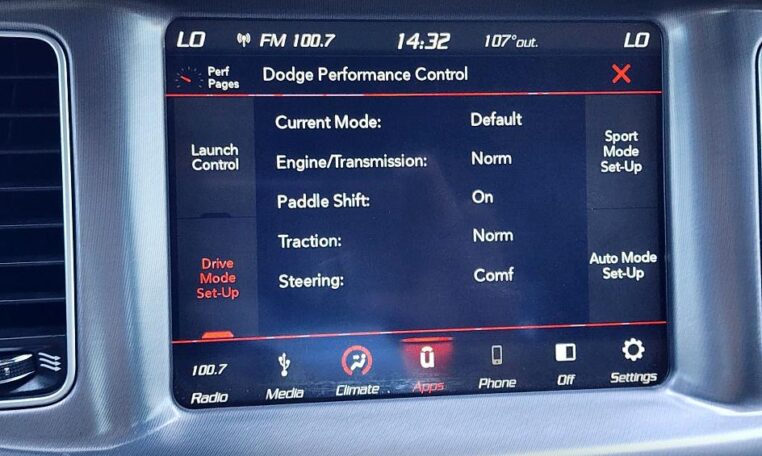 LO FM 100.7 14:32 107°out. LO
Perf
Pages
Dodge Performance Control
Launch
Control
Drive
Mode
Set-Up
Current Mode: Default
Engine/Transmission: Norm
Paddle Shift: On
Traction: Norm
Steering: Comf
Sport
Mode
Set-Up
Auto Mode
Set-Up
100.7
Radio Media Climate Apps Phone Off Settings